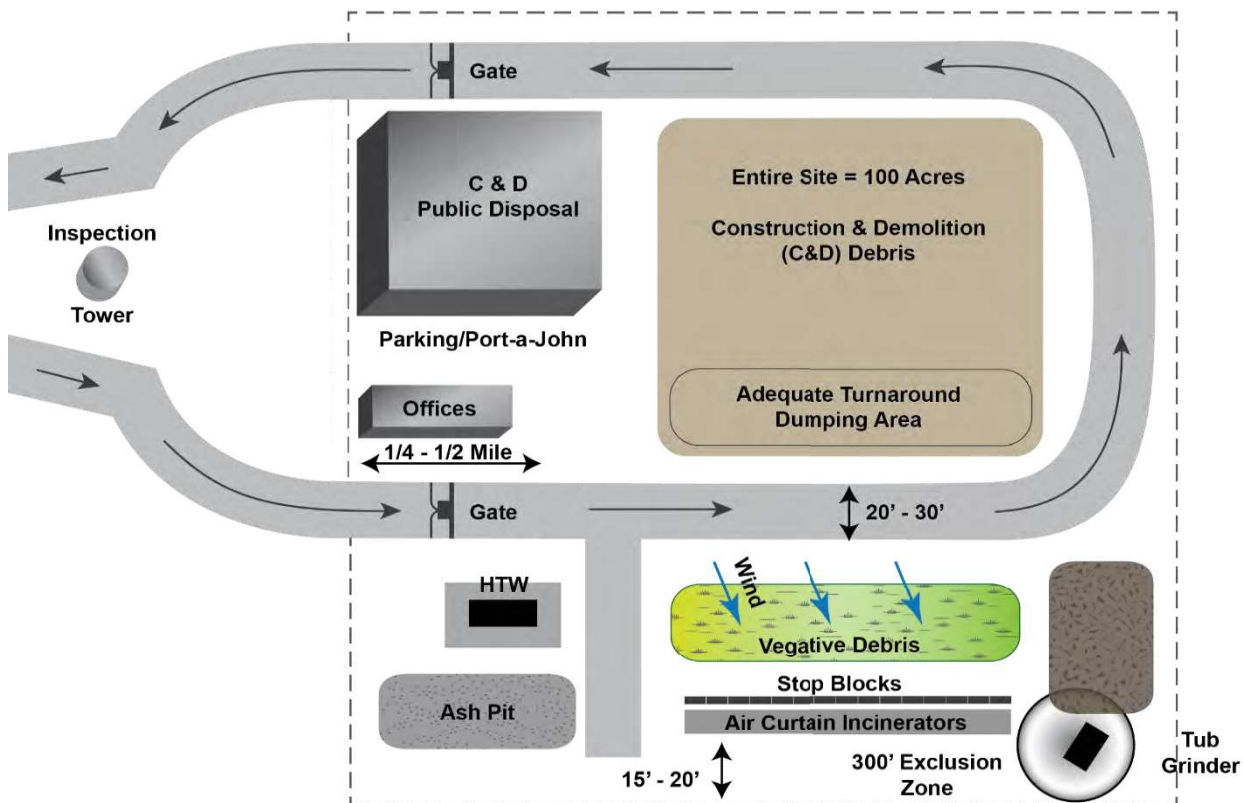 Gate
C & D
Public Disposal
Entire Site = 100 Acres
Construction & Demolition
(C&D) Debris
Inspection
Tower
Parking/Port-a-John
Adequate Turnaround
Dumping Area
Offices
1/4 - 1/2 Mile
Gate
20’ - 30’
HTW
Wind
Vegative Debris
Stop Blocks
Ash Pit
Air Curtain Incinerators
15’ - 20’
300’ Exclusion
Zone
Tub
Grinder